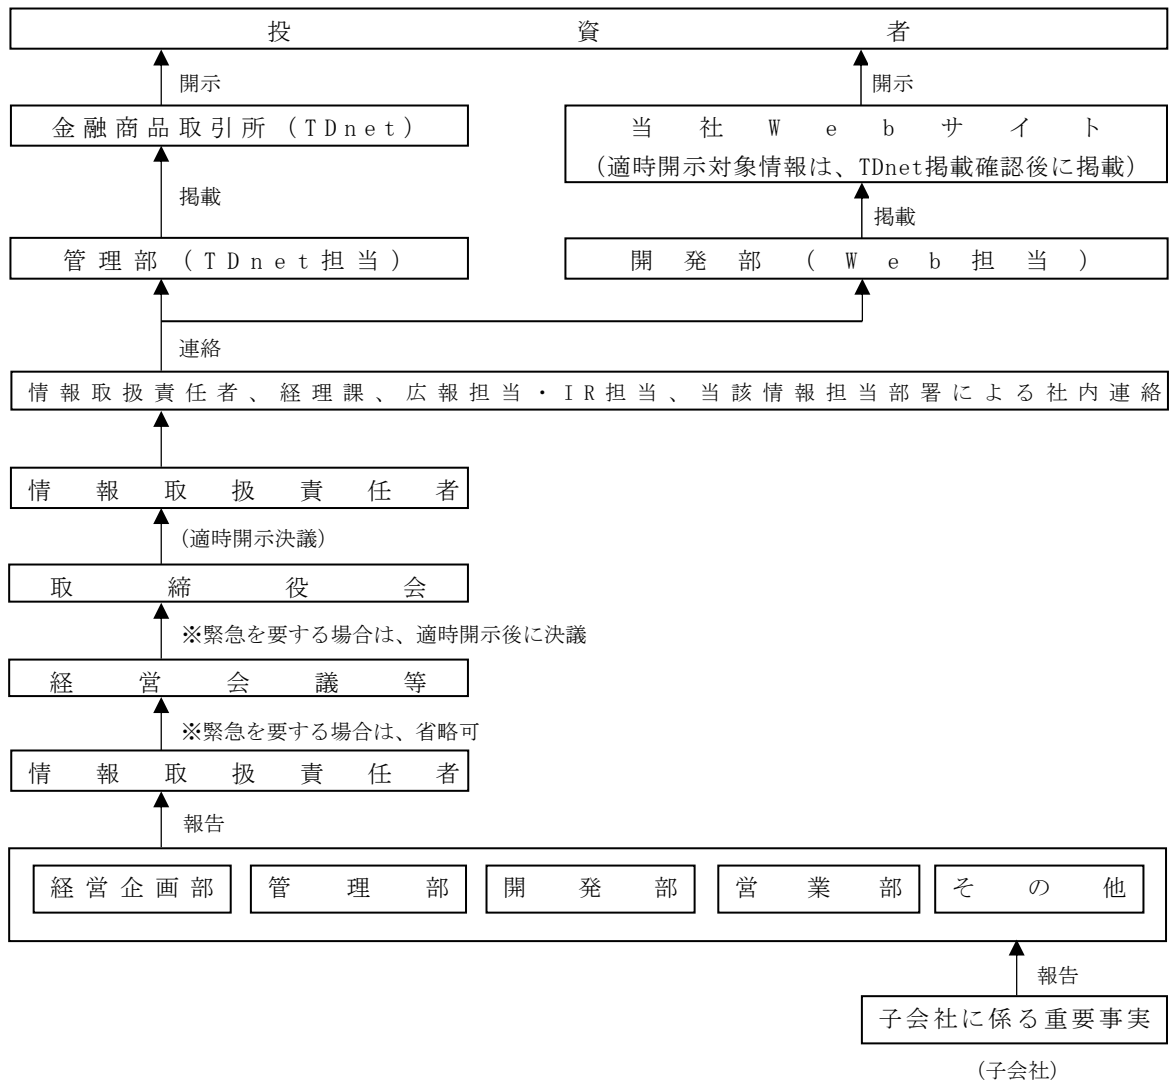 投資者
開示
開示
金融商品取引所（TDnet）
当社Webサイト
(適時開示対象情報は、TDnet掲載確認後に掲載)
掲載
掲載
管理部（TDnet担当）
開発部（Web担当）
連絡
情報取扱責任者、経理課、広報担当・IR担当、当該情報担当部署による社内連絡
情報取扱責任者
(適時開示決議)
取締役会
※緊急を要する場合は、適時開示後に決議
経営会議等
※緊急を要する場合は、省略可
情報取扱責任者
報告
経営企画部
管理部
開発部
営業部
その他
報告
子会社に係る重要事実
(子会社)